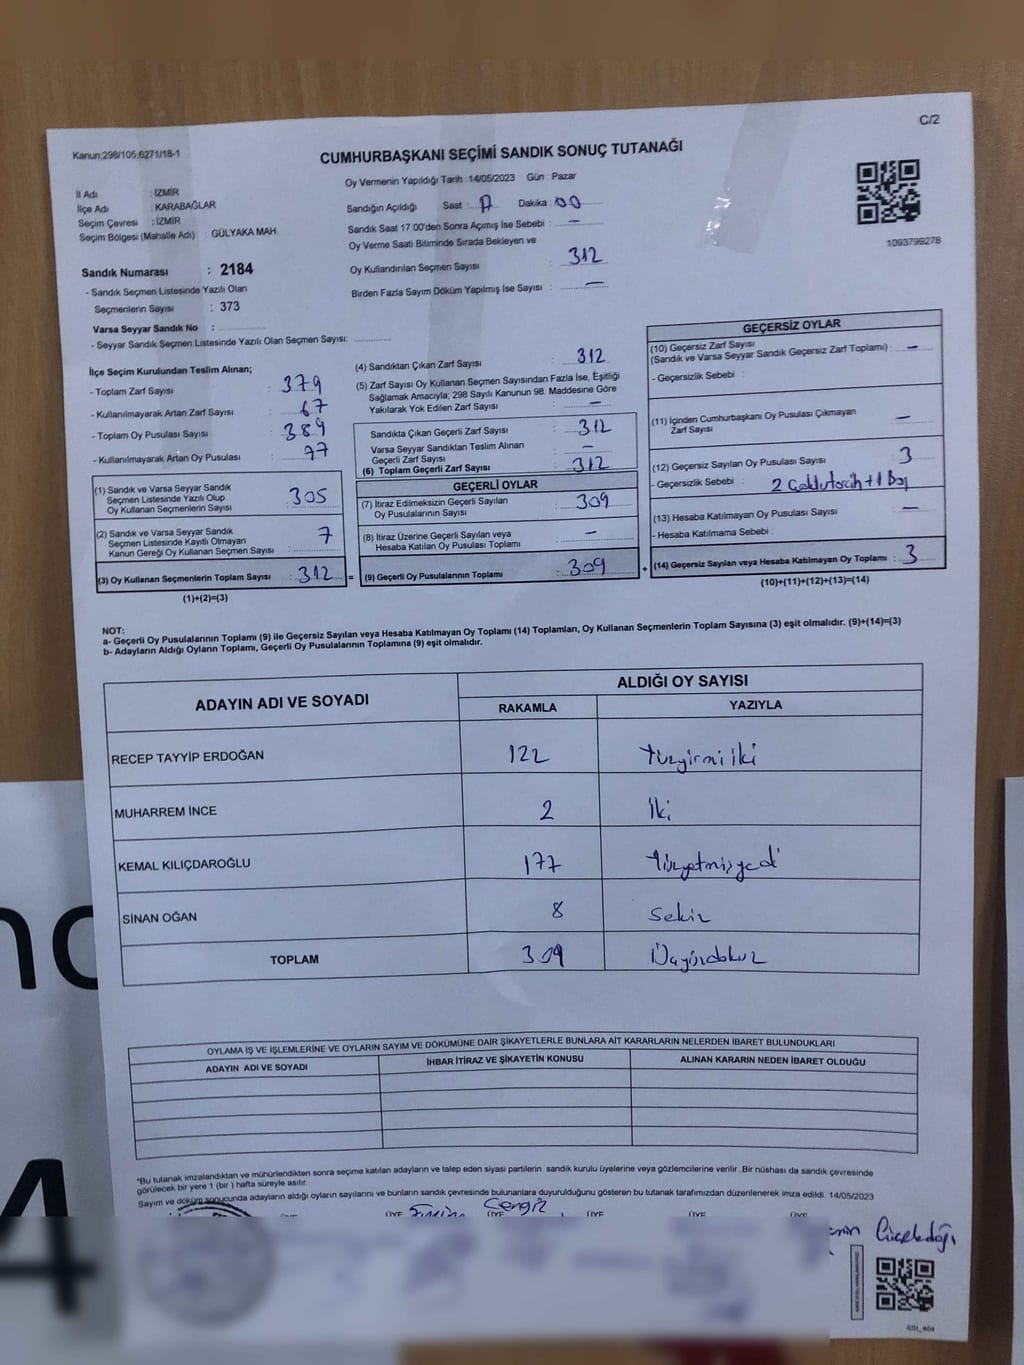 C/2
Kanun;298/105,6271/18-1
CUMHURBAŞKANI SEÇİMİ SANDIK SONUÇ TUTANAĞI
Oy Vermenin Yapıldığı Tarih : 14/05/2023 Gün : Pazar
İl Adı : İZMİR
İlçe Adı : KARABAĞLAR
Seçim Çevresi : İZMİR
Seçim Bölgesi (Mahalle Adı) : GÜLYAKA MAH.
Sandık Numarası : 2184
- Sandık Seçmen Listesinde Yazılı Olan
Seçmenlerin Sayısı : 373
Varsa Seyyar Sandık No :
- Seyyar Sandık Seçmen Listesinde Yazılı Olan Seçmen Sayısı:
Sandığın Açıldığı Saat : 17 Dakika : 00
Sandık Saat 17:00'den Sonra Açımış İse Sebebi : —
Oy Verme Saati Bitiminde Sırada Bekleyen ve
Oy Kullandırılan Seçmen Sayısı : 312
Birden Fazla Sayım Döküm Yapılmış İse Sayısı : —
1093799278
İlçe Seçim Kurulundan Teslim Alınan;
- Toplam Zarf Sayısı : 379
- Kullanılmayarak Artan Zarf Sayısı : 67
- Toplam Oy Pusulası Sayısı : 389
- Kullanılmayarak Artan Oy Pusulası : 77
(1) Sandık ve Varsa Seyyar Sandık
Seçmen Listesinde Yazılı Olup
Oy Kullanan Seçmenlerin Sayısı : 305
(2) Sandık ve Varsa Seyyar Sandık
Seçmen Listesinde Kayıtlı Olmayan
Kanun Gereği Oy Kullanan Seçmen Sayısı : 7
(3) Oy Kullanan Seçmenlerin Toplam Sayısı : 312 =
(1)+(2)=(3)
(4) Sandıktan Çıkan Zarf Sayısı : 312
(5) Zarf Sayısı Oy Kullanan Seçmen Sayısından Fazla İse, Eşitliği
Sağlamak Amacıyla; 298 Sayılı Kanunun 98. Maddesine Göre
Yakılarak Yok Edilen Zarf Sayısı : —
Sandıkta Çıkan Geçerli Zarf Sayısı : 312
Varsa Seyyar Sandıktan Teslim Alınan
Geçerli Zarf Sayısı : —
(6) Toplam Geçerli Zarf Sayısı : 312
GEÇERLİ OYLAR
(7) İtiraz Edilmeksizin Geçerli Sayılan
Oy Pusulalarının Sayısı : 309
(8) İtiraz Üzerine Geçerli Sayılan veya
Hesaba Katılan Oy Pusulası Toplamı : —
(9) Geçerli Oy Pusulalarının Toplamı : 309 +
GEÇERSİZ OYLAR
(10) Geçersiz Zarf Sayısı
(Sandık ve Varsa Seyyar Sandık Geçersiz Zarf Toplamı) : —
- Geçersizlik Sebebi :
(11) İçinden Cumhurbaşkanı Oy Pusulası Çıkmayan
Zarf Sayısı : —
(12) Geçersiz Sayılan Oy Pusulası Sayısı : 3
- Geçersizlik Sebebi : 2 Çoklu tercih + 1 Boş
(13) Hesaba Katılmayan Oy Pusulası Sayısı : —
- Hesaba Katılmama Sebebi :
(14) Geçersiz Sayılan veya Hesaba Katılmayan Oy Toplamı : 3
(10)+(11)+(12)+(13)=(14)
NOT:
a- Geçerli Oy Pusulalarının Toplamı (9) ile Geçersiz Sayılan veya Hesaba Katılmayan Oy Toplamı (14) Toplamları, Oy Kullanan Seçmenlerin Toplam Sayısına (3) eşit olmalıdır. (9)+(14)=(3)
b- Adayların Aldığı Oyların Toplamı, Geçerli Oy Pusulalarının Toplamına (9) eşit olmalıdır.
ADAYIN ADI VE SOYADI ALDIĞI OY SAYISI
RAKAMLA YAZIYLA
RECEP TAYYİP ERDOĞAN 122 Yüzyirmi iki
MUHARREM İNCE 2 İki
KEMAL KILIÇDAROĞLU 177 Yüzyetmişyedi
SİNAN OĞAN 8 Sekiz
TOPLAM 309 Üçyüzdokuz
OYLAMA İŞ VE İŞLEMLERİNE VE OYLARIN SAYIM VE DÖKÜMÜNE DAİR ŞİKAYETLERLE BUNLARA AİT KARARLARIN NELERDEN İBARET BULUNDUKLARI
ADAYIN ADI VE SOYADI İHBAR İTİRAZ VE ŞİKAYETİN KONUSU ALINAN KARARIN NEDEN İBARET OLDUĞU
*Bu tutanak imzalandıktan ve mühürlendikten sonra seçime katılan adayların ve talep eden siyasi partilerin sandık kurulu üyelerine veya gözlemcilerine verilir. Bir nüshası da sandık çevresinde
görülecek bir yere 1 (bir) hafta süreyle asılır.
Sayım ve döküm sonucunda adayların aldığı oyların sayılarını ve bunların sandık çevresinde bulunanlara duyurulduğunu gösteren bu tutanak tarafımızdan düzenlenerek imza edildi. 14/05/2023
ÜYE ÜYE Cengiz ÜYE ÜYE ÜYE